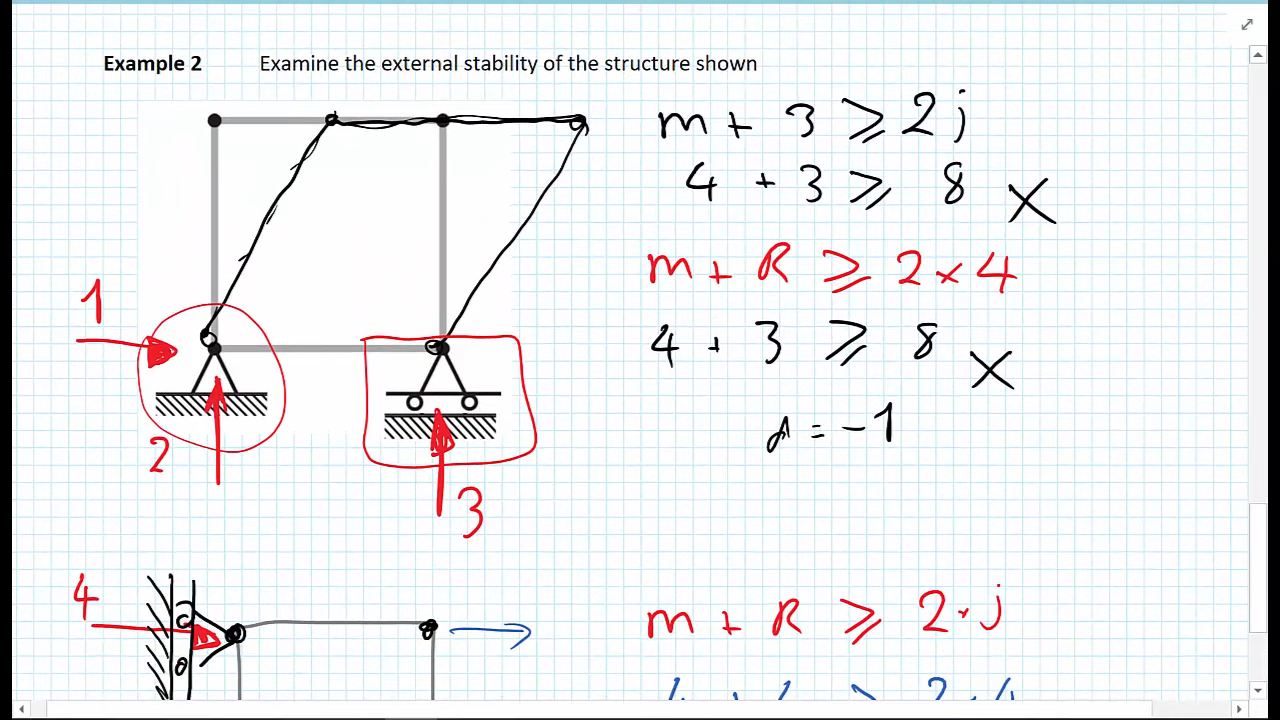 Example 2 Examine the external stability of the structure shown
m + 3 ⩾ 2j
4 + 3 ⩾ 8 X
m + R ⩾ 2 × 4
4 + 3 ⩾ 8 X
= -1
1
2
3
4
m + R ⩾ 2 · j